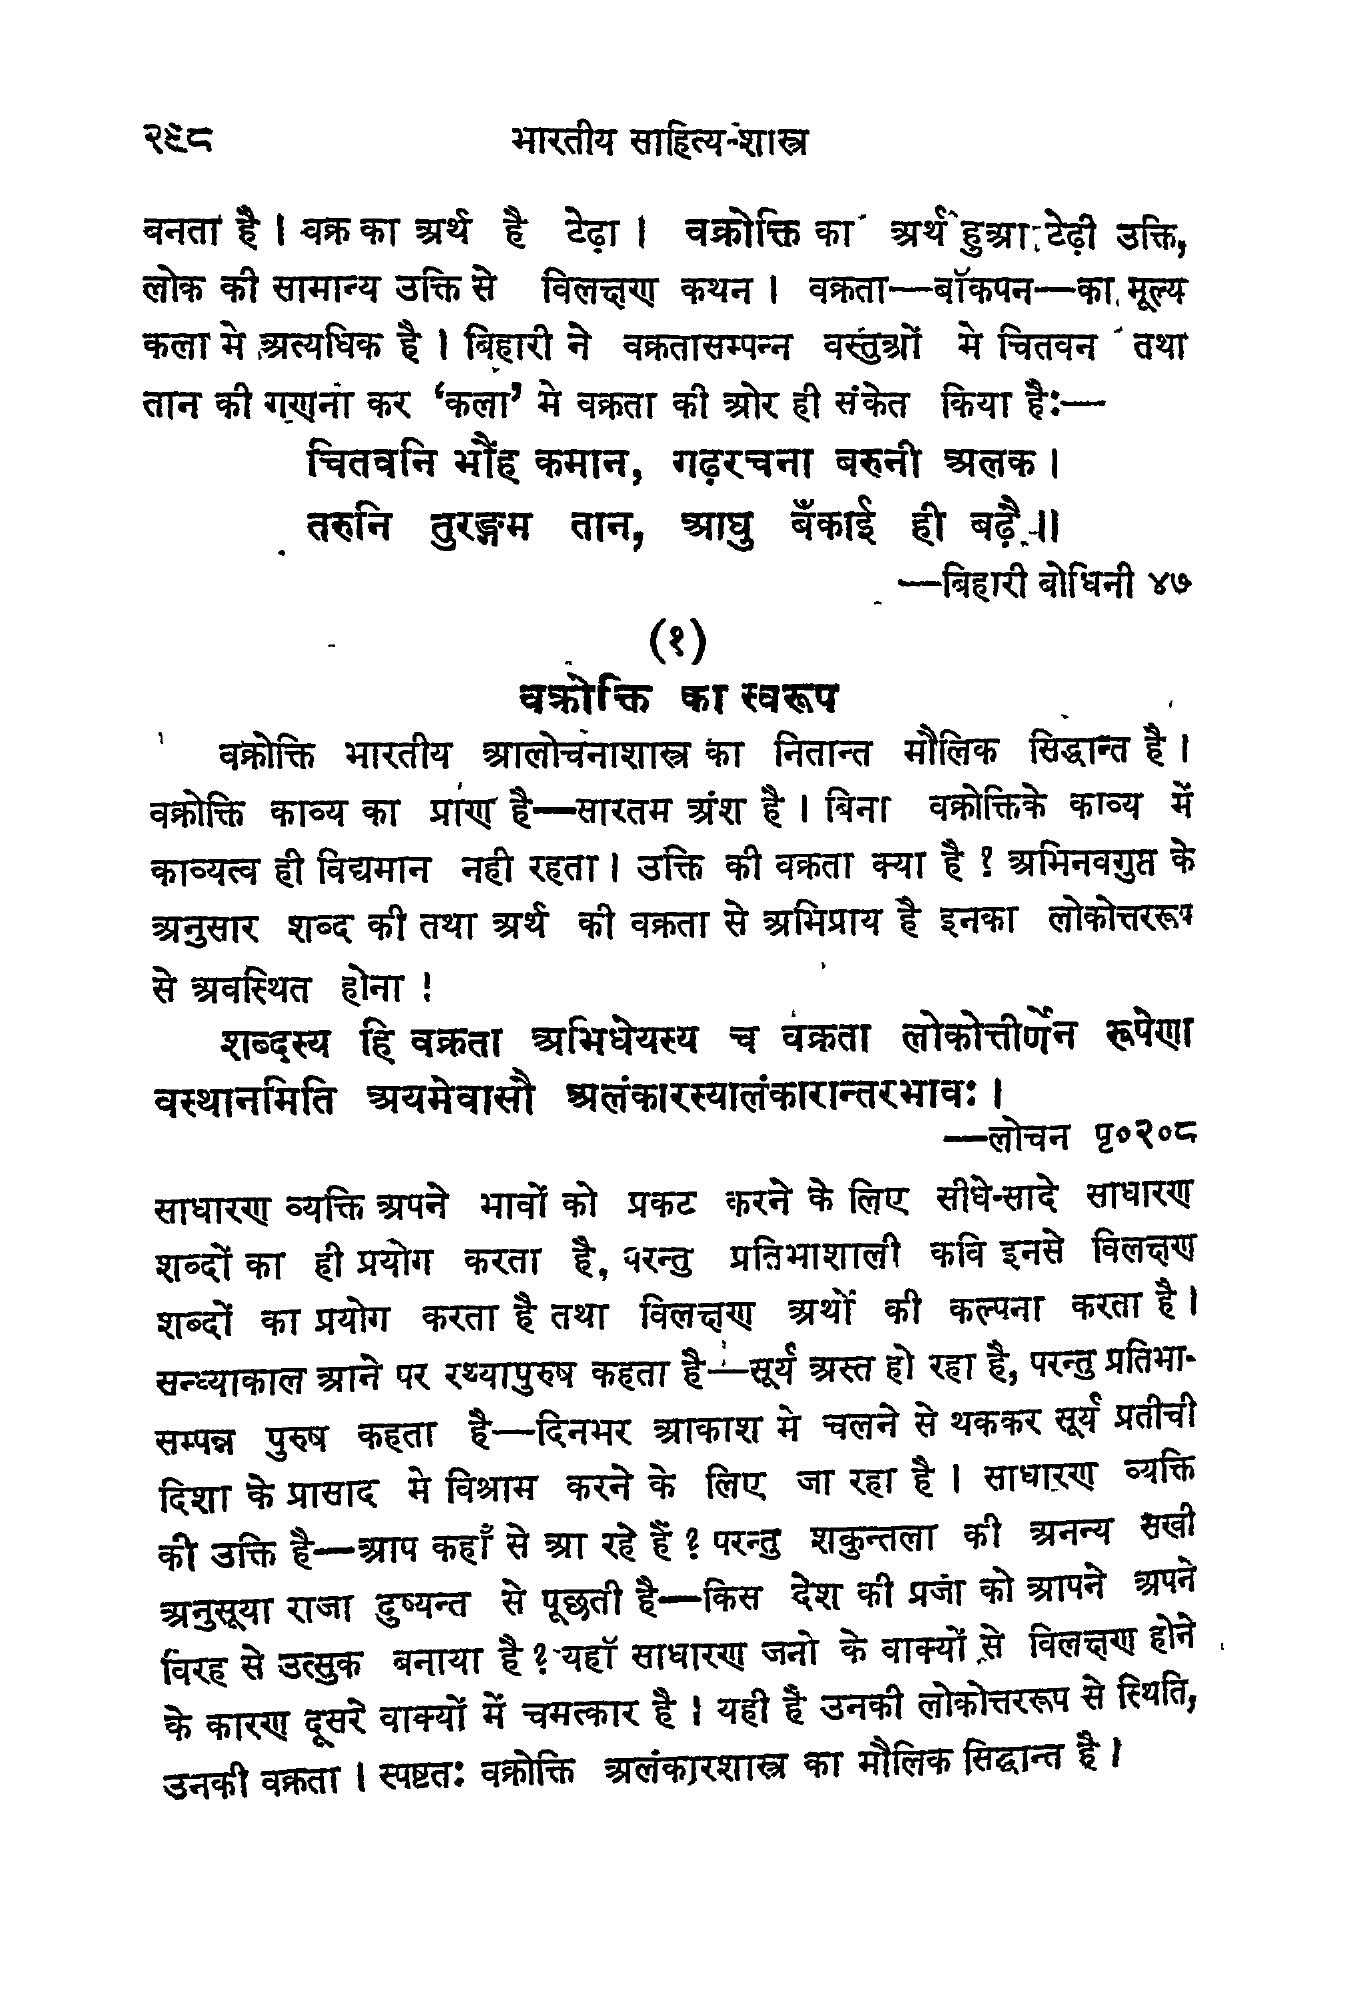 २९८ भारतीय साहित्य-शास्त्र
बनता है । वक्र का अर्थ है टेढ़ा । वक्रोक्ति का अर्थ हुआ टेढ़ी उक्ति,
लोक की सामान्य उक्ति से विलक्षण कथन । वक्रता—बॉकपन—का मूल्य
कला मे अत्यधिक है । बिहारी ने वक्रतासम्पन्न वस्तुओं मे चितवन तथा
तान की गणना कर ‘कला’ मे वक्रता की ओर ही संकेत किया हैः—
चितवनि भौंह कमान, गढ़रचना बरुनी अलक ।
तरुनि तुरङ्गम तान, आघु बँकाई ही बढ़ै ॥
—बिहारी बोधिनी ४७
(१)
वक्रोक्ति का स्वरूप
वक्रोक्ति भारतीय आलोचनाशास्त्र का नितान्त मौलिक सिद्धान्त है ।
वक्रोक्ति काव्य का प्राण है—सारतम अंश है । बिना वक्रोक्तिके काव्य में
काव्यत्व ही विद्यमान नही रहता । उक्ति की वक्रता क्या है ? अभिनवगुप्त के
अनुसार शब्द की तथा अर्थ की वक्रता से अभिप्राय है इनका लोकोत्तररूप
से अवस्थित होना !
शब्दस्य हि वक्रता अभिधेयस्य च वक्रता लोकोत्तीर्णेन रूपेणा
वस्थानमिति अयमेवासौ अलंकारस्यालंकारान्तरभावः ।
—लोचन पृ०२०८
साधारण व्यक्ति अपने भावों को प्रकट करने के लिए सीधे-सादे साधारण
शब्दों का ही प्रयोग करता है, परन्तु प्रतिभाशाली कवि इनसे विलक्षण
शब्दों का प्रयोग करता है तथा विलक्षण अर्थो की कल्पना करता है ।
सन्ध्याकाल आने पर रथ्यापुरुष कहता है—सूर्य अस्त हो रहा है, परन्तु प्रतिभा-
सम्पन्न पुरुष कहता है—दिनभर आकाश मे चलने से थककर सूर्य प्रतीची
दिशा के प्रासाद मे विश्राम करने के लिए जा रहा है । साधारण व्यक्ति
की उक्ति है—आप कहाँ से आ रहे हैं ? परन्तु शकुन्तला की अनन्य सखी
अनुसूया राजा दुष्यन्त से पूछती है—किस देश की प्रजा को आपने अपने
विरह से उत्सुक बनाया है ? यहॉ साधारण जनो के वाक्यों से विलक्षण होने
के कारण दूसरे वाक्यों में चमत्कार है । यही है उनकी लोकोत्तररूप से स्थिति,
उनकी वक्रता । स्पष्टतः वक्रोक्ति अलंकारशास्त्र का मौलिक सिद्धान्त है ।